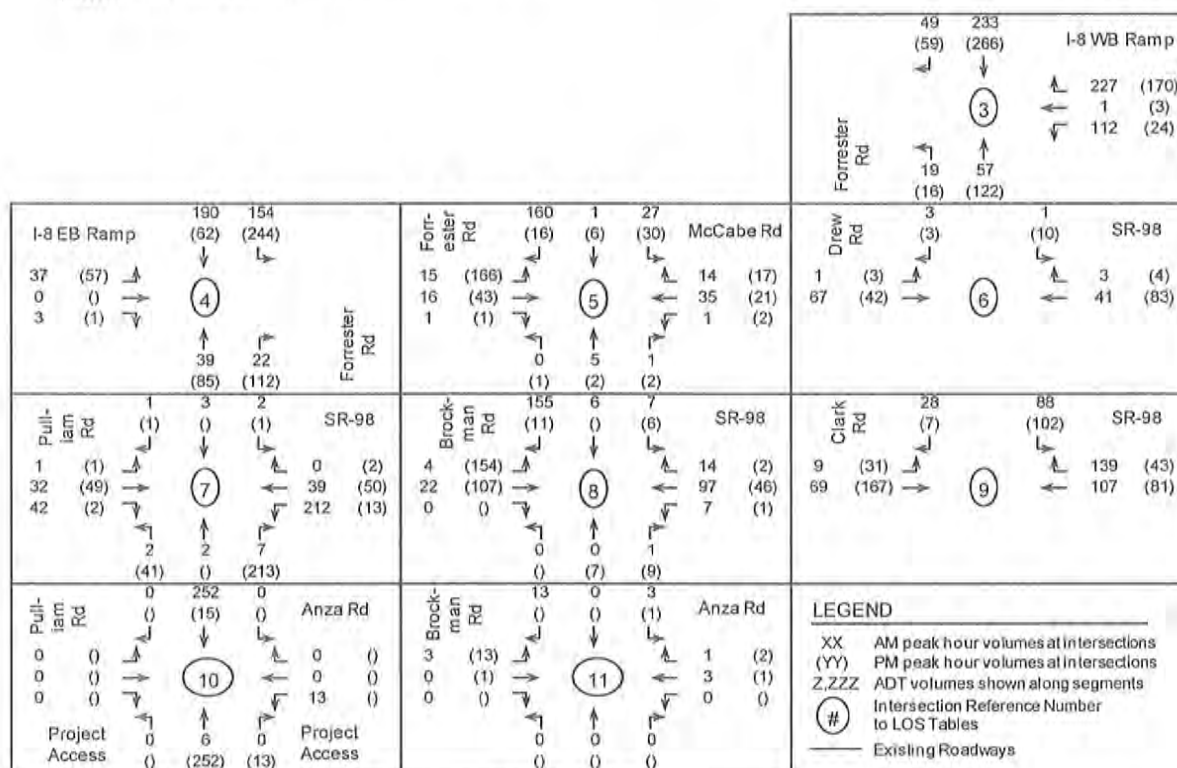 49 233
(59) (266) I-8 WB Ramp
227 (170)
3 1 (3)
112 (24)
Forrester Rd
19 57
(16) (122)
190 154
(62) (244)
I-8 EB Ramp
37 (57)
0 () 4
3 (1)
39 22
(85) (112)
Forrester Rd
160 1 27
(16) (6) (30)
Forr-
ester
Rd
McCabe Rd
15 (166) 14 (17)
16 (43) 5 35 (21)
1 (1) 1 (2)
0 5 1
(1) (2) (2)
3 1
(3) (10)
Drew
Rd
SR-98
1 (3) 3 (4)
67 (42) 6 41 (83)
1 3 2
(1) () (1)
Pull-
iam
Rd
SR-98
1 (1) 0 (2)
32 (49) 7 39 (50)
42 (2) 212 (13)
2 2 7
(41) () (213)
155 6 7
(11) () (6)
Brock-
man
Rd
SR-98
4 (154) 14 (2)
22 (107) 8 97 (46)
0 () 7 (1)
0 0 1
() (7) (9)
28 88
(7) (102)
Clark
Rd
SR-98
9 (31) 139 (43)
69 (167) 9 107 (81)
0 252 0
() (15) ()
Pull-
iam
Rd
Anza Rd
0 () 0 ()
0 () 10 0 ()
0 () 13 ()
Project
Access
0 6 0
() (252) (13)
Project
Access
13 0 3
() () (1)
Brock-
man
Rd
Anza Rd
3 (13) 1 (2)
0 (1) 11 3 (1)
0 () 0 ()
0 0 0
() () ()
LEGEND
XX AM peak hour volumes at intersections
(YY) PM peak hour volumes at intersections
Z,ZZZ ADT volumes shown along segments
# Intersection Reference Number
to LOS Tables
Existing Roadways